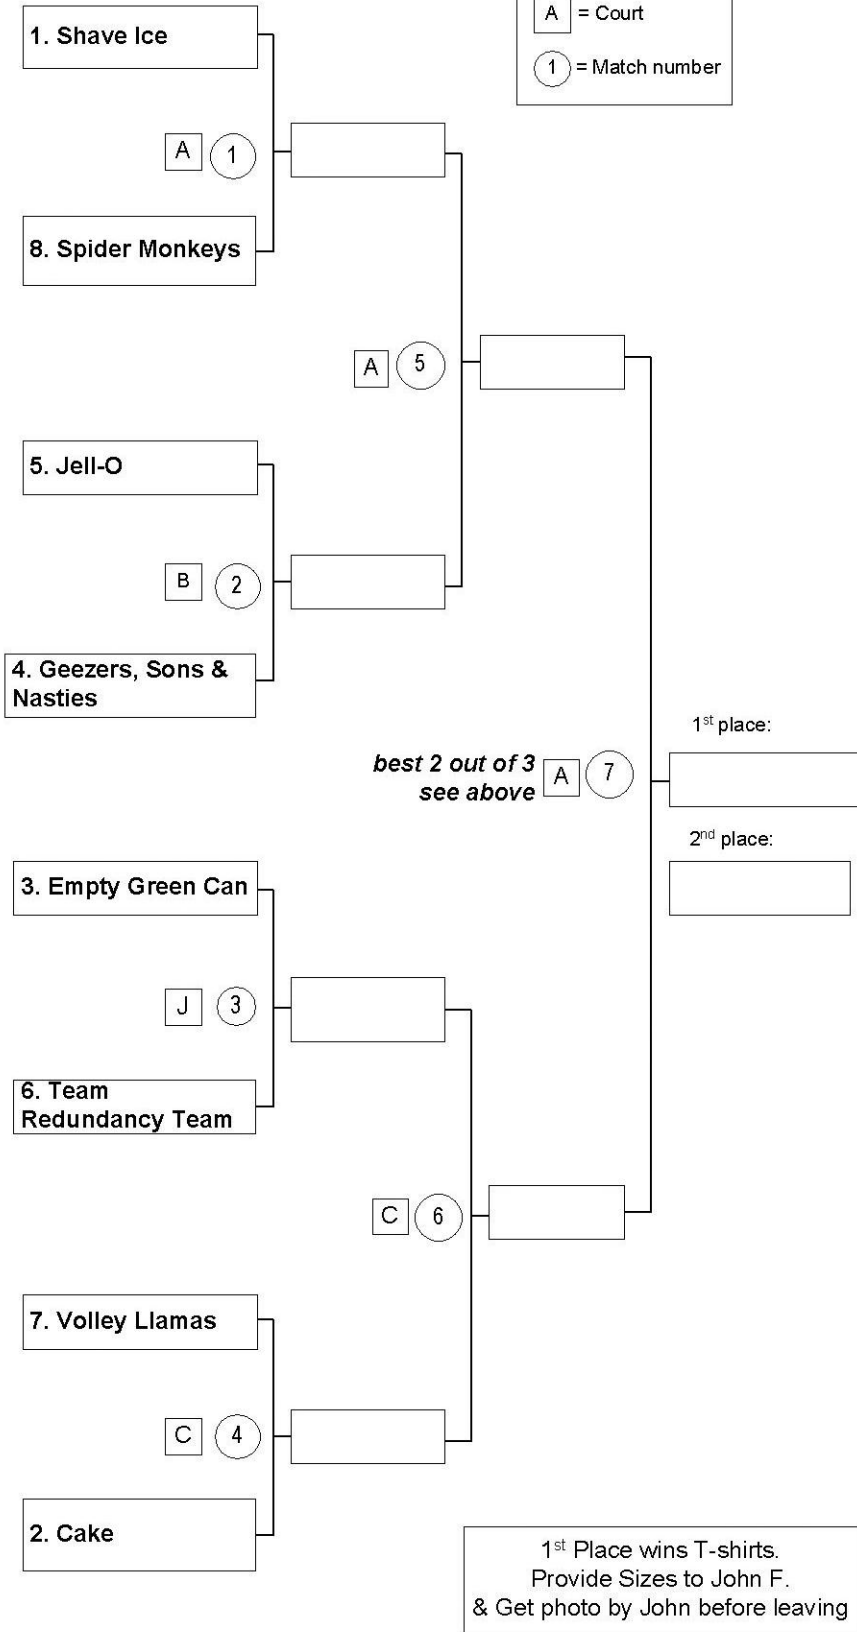 A = Court
1 = Match number
1. Shave Ice
A 1
8. Spider Monkeys
A 5
5. Jell-O
B 2
4. Geezers, Sons &
Nasties
1st place:
best 2 out of 3
see above
A 7
2nd place:
3. Empty Green Can
J 3
6. Team
Redundancy Team
C 6
7. Volley Llamas
C 4
2. Cake
1st Place wins T-shirts.
Provide Sizes to John F.
& Get photo by John before leaving